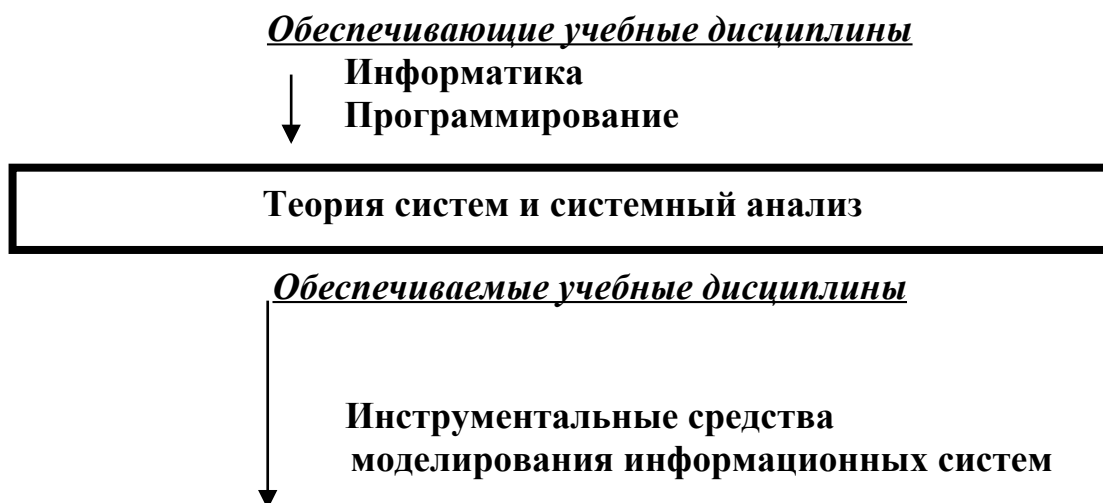 Обеспечивающие учебные дисциплины
Информатика
Программирование
Теория систем и системный анализ
Обеспечиваемые учебные дисциплины
Инструментальные средства
моделирования информационных систем